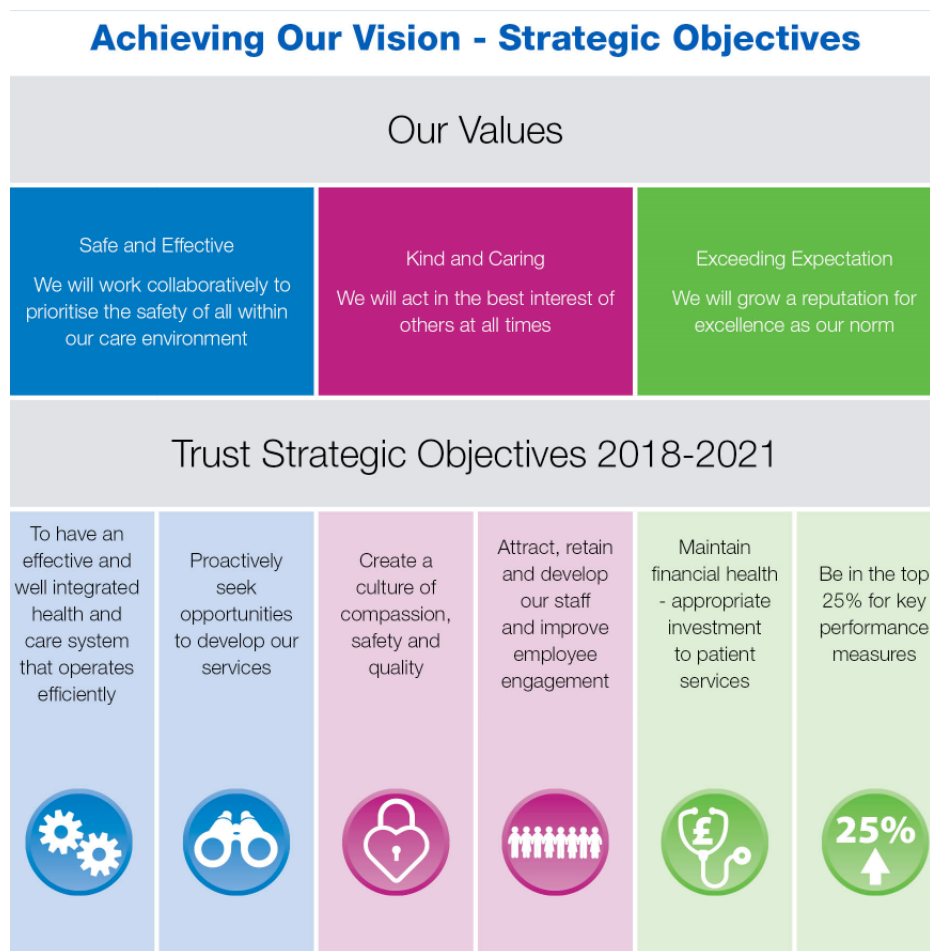 Achieving Our Vision - Strategic Objectives
Our Values
Safe and Effective
We will work collaboratively to
prioritise the safety of all within
our care environment
Kind and Caring
We will act in the best interest of
others at all times
Exceeding Expectation
We will grow a reputation for
excellence as our norm
Trust Strategic Objectives 2018-2021
To have an
effective and
well integrated
health and
care system
that operates
efficiently
Proactively
seek
opportunities
to develop our
services
Create a
culture of
compassion,
safety and
quality
Attract, retain
and develop
our staff
and improve
employee
engagement
Maintain
financial health
- appropriate
investment
to patient
services
Be in the top
25% for key
performance
measures
£
25%